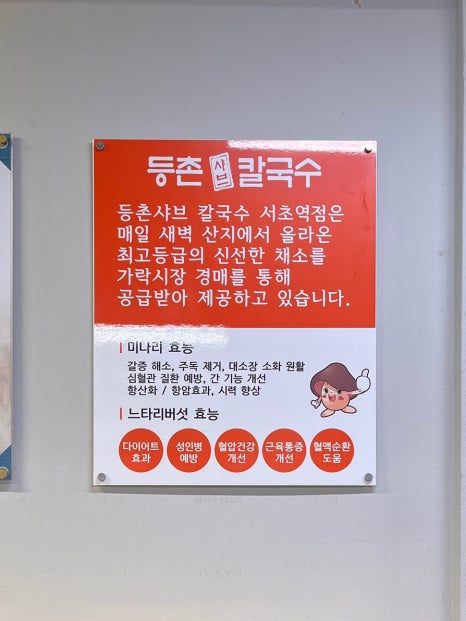 등촌 샤브 칼국수
등촌샤브 칼국수 서초역점은
매일 새벽 산지에서 올라온
최고등급의 신선한 채소를
가락시장 경매를 통해
공급받아 제공하고 있습니다.
미나리 효능
갈증 해소, 주독 제거, 대소장 소화 원활
심혈관 질환 예방, 간 기능 개선
항산화 / 항암효과, 시력 향상
느타리버섯 효능
다이어트 효과
성인병 예방
혈압건강 개선
근육통증 개선
혈액순환 도움